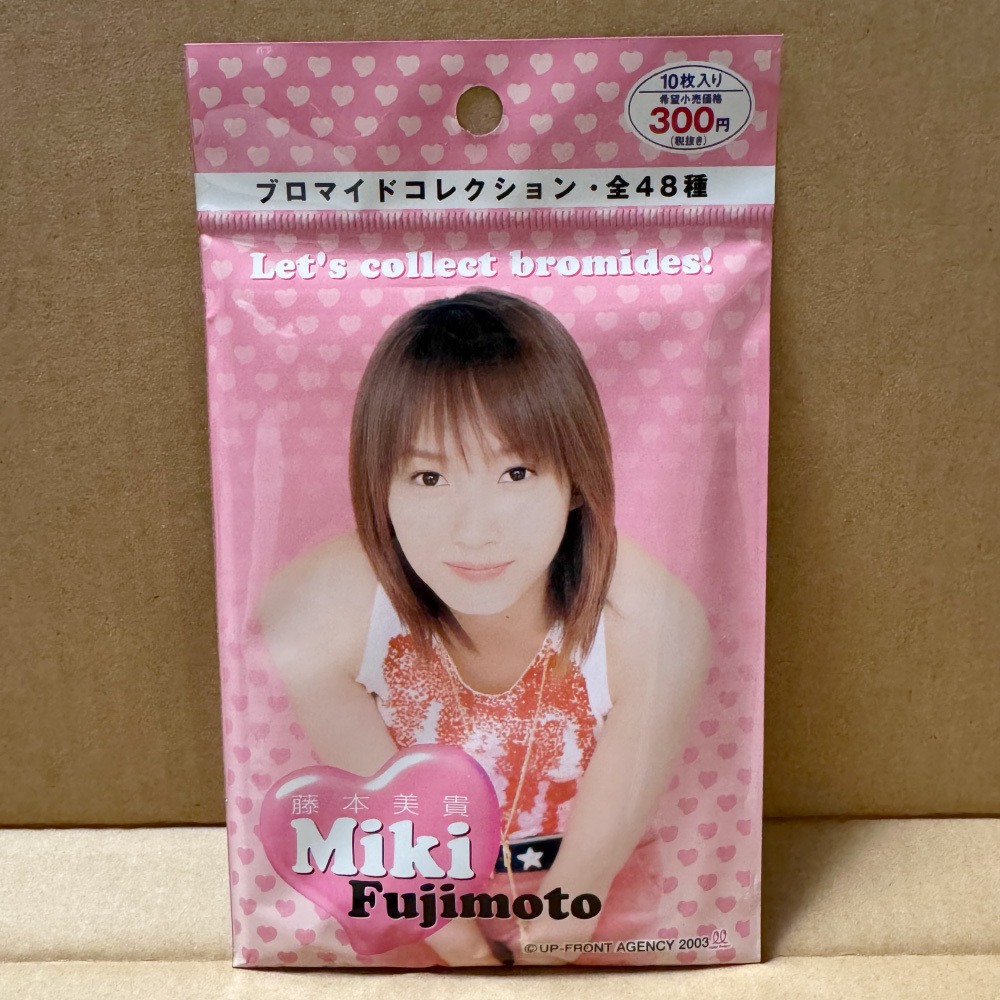 10枚入り
希望小売価格
300円
(税抜き)
ブロマイドコレクション・全48種
Let's collect bromides!
藤本美貴
Miki
Fujimoto
©UP-FRONT AGENCY 2003